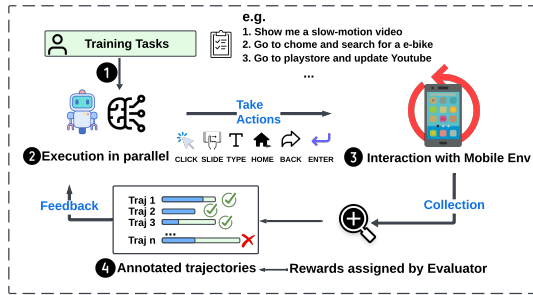 e.g.
Training Tasks
1. Show me a slow-motion video
2. Go to chome and search for a e-bike
3. Go to playstore and update Youtube
...
1
Take
Actions
CLICK SLIDE TYPE HOME BACK ENTER
2 Execution in parallel
3 Interaction with Mobile Env
Feedback
Traj 1
Traj 2
Traj 3
...
Traj n
Collection
4 Annotated trajectories
Rewards assigned by Evaluator